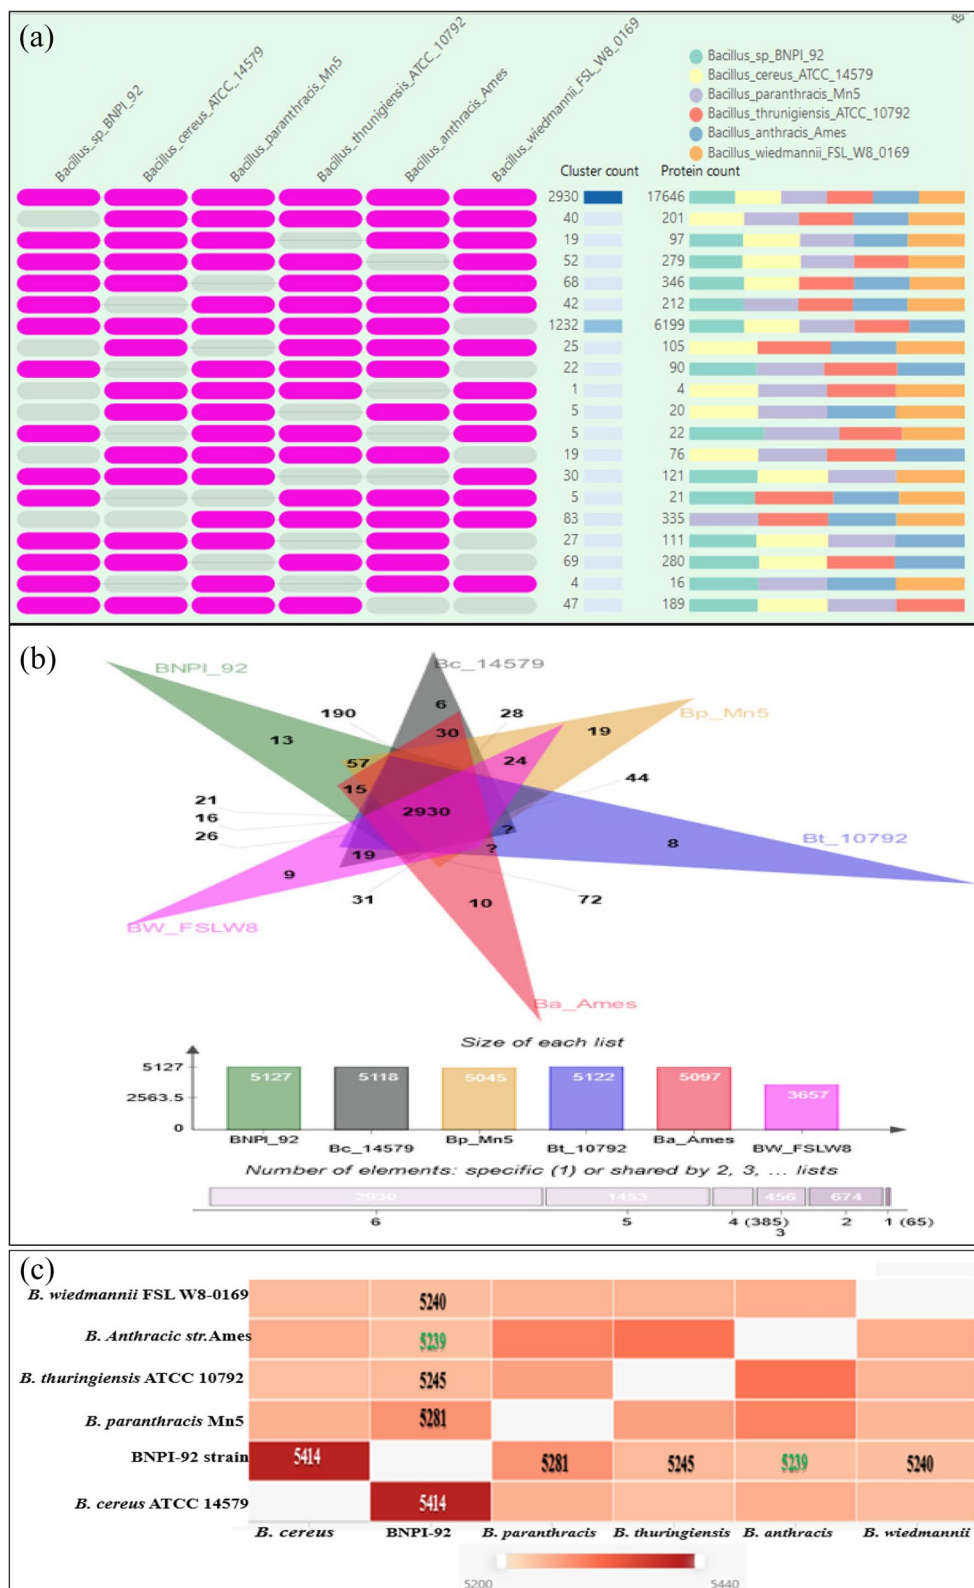 (a)
Bacillus_sp_BNPI_92
Bacillus_cereus_ATCC_14579
Bacillus_paranthracis_Mn5
Bacillus_thrunigiensis_ATCC_10792
Bacillus_anthracis_Ames
Bacillus_wiedmannii_FSL_W8_0169
Bacillus_sp_BNPI_92
Bacillus_cereus_ATCC_14579
Bacillus_paranthracis_Mn5
Bacillus_thrunigiensis_ATCC_10792
Bacillus_anthracis_Ames
Bacillus_wiedmannii_FSL_W8_0169
Cluster count Protein count
2930 17646
40 201
19 97
52 279
68 346
42 212
1232 6199
25 105
22 90
1 4
5 20
5 22
19 76
30 121
5 21
83 335
27 111
69 280
4 16
47 189
(b)
BNPI_92
Bc_14579
Bp_Mn5
190 6 28
13 30 19
57 24
15 44
21
16 2930
26 ?
Bt_10792
8
19 ?
9
31 10 72
BW_FSLW8
Ba_Ames
Size of each list
5127
2563.5
0
5127 5118 5045 5122 5097 3657
BNPI_92 Bc_14579 Bp_Mn5 Bt_10792 Ba_Ames BW_FSLW8
Number of elements: specific (1) or shared by 2, 3, ... lists
2930 1453 456 674
6 5 4 (385) 3 2 1 (65)
(c)
B. wiedmannii FSL W8-0169 5240
B. Anthracic str.Ames 5239
B. thuringiensis ATCC 10792 5245
B. paranthracis Mn5 5281
BNPI-92 strain 5414 5281 5245 5239 5240
B. cereus ATCC 14579 5414
B. cereus BNPI-92 B. paranthracis B. thuringiensis B. anthracis B. wiedmannii
5200 5440